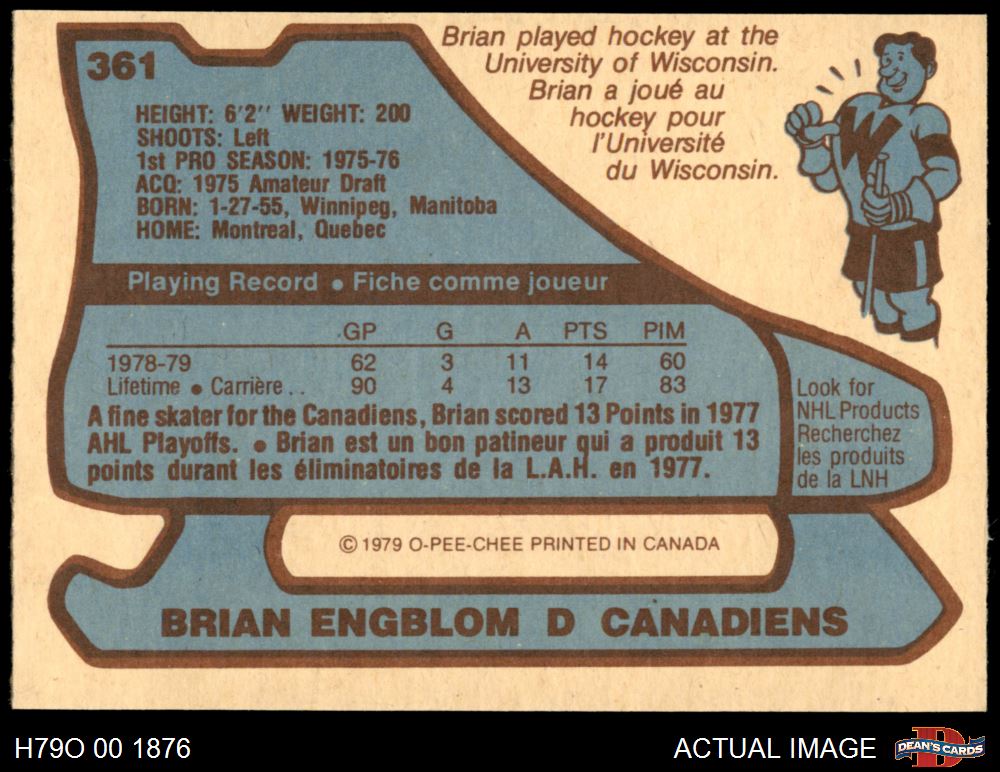 361
Brian played hockey at the
University of Wisconsin.
Brian a joué au
hockey pour
l'Université
du Wisconsin.
W
HEIGHT: 6'2" WEIGHT: 200
SHOOTS: Left
1st PRO SEASON: 1975-76
ACQ: 1975 Amateur Draft
BORN: 1-27-55, Winnipeg, Manitoba
HOME: Montreal, Quebec
Playing Record • Fiche comme joueur
GP G A PTS PIM
1978-79 62 3 11 14 60
Lifetime • Carrière.. 90 4 13 17 83
A fine skater for the Canadiens, Brian scored 13 Points in 1977
AHL Playoffs. • Brian est un bon patineur qui a produit 13
points durant les éliminatoires de la L.A.H. en 1977.
Look for
NHL Products
Recherchez
les produits
de la LNH
© 1979 O-PEE-CHEE PRINTED IN CANADA
BRIAN ENGBLOM D CANADIENS
H79O 00 1876
ACTUAL IMAGE
D
DEAN'S CARDS